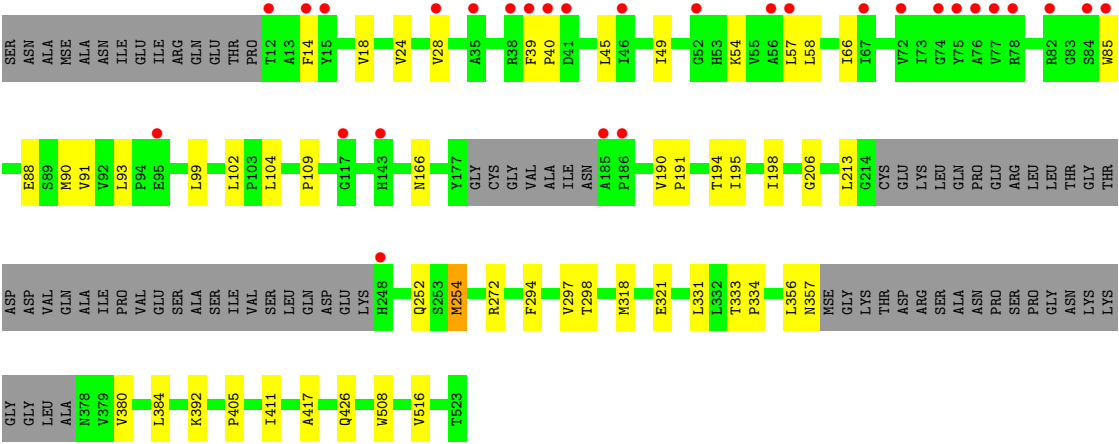 SER ASN ALA MSE ALA ASN ILE GLU ILE ARG GLN GLU THR PRO T12 A13 F14 Y15 V18 V24 V28 A35 R38 F39 P40 D41 L45 I46 I49 G52 H53 K54 V55 A56 L57 L58 I66 I67 V72 I73 G74 Y75 A76 V77 R78 R82 G83 S84 W85
E88 S89 M90 V91 V92 L93 P94 E95 L99 L102 P103 L104 P109 G117 H143 N166 Y177 GLY CYS GLY VAL ALA ILE ASN A185 P186 V190 P191 T194 I195 I198 G206 L213 G214 CYS GLU LYS LEU GLN PRO GLU ARG LEU LEU THR GLY THR
ASP ASP VAL GLN ALA ILE PRO VAL GLU SER ALA SER ILE VAL SER LEU GLN ASP GLU LYS H248 Q252 S253 M254 R272 F294 V297 T298 M318 E321 L331 L332 T333 P334 L356 N357 MSE GLY LYS THR ASP ARG SER ALA ASN PRO SER PRO GLY ASN LYS LYS
GLY GLY LEU ALA N378 V379 V380 L384 K392 P405 I411 A417 Q426 W508 V516 T523